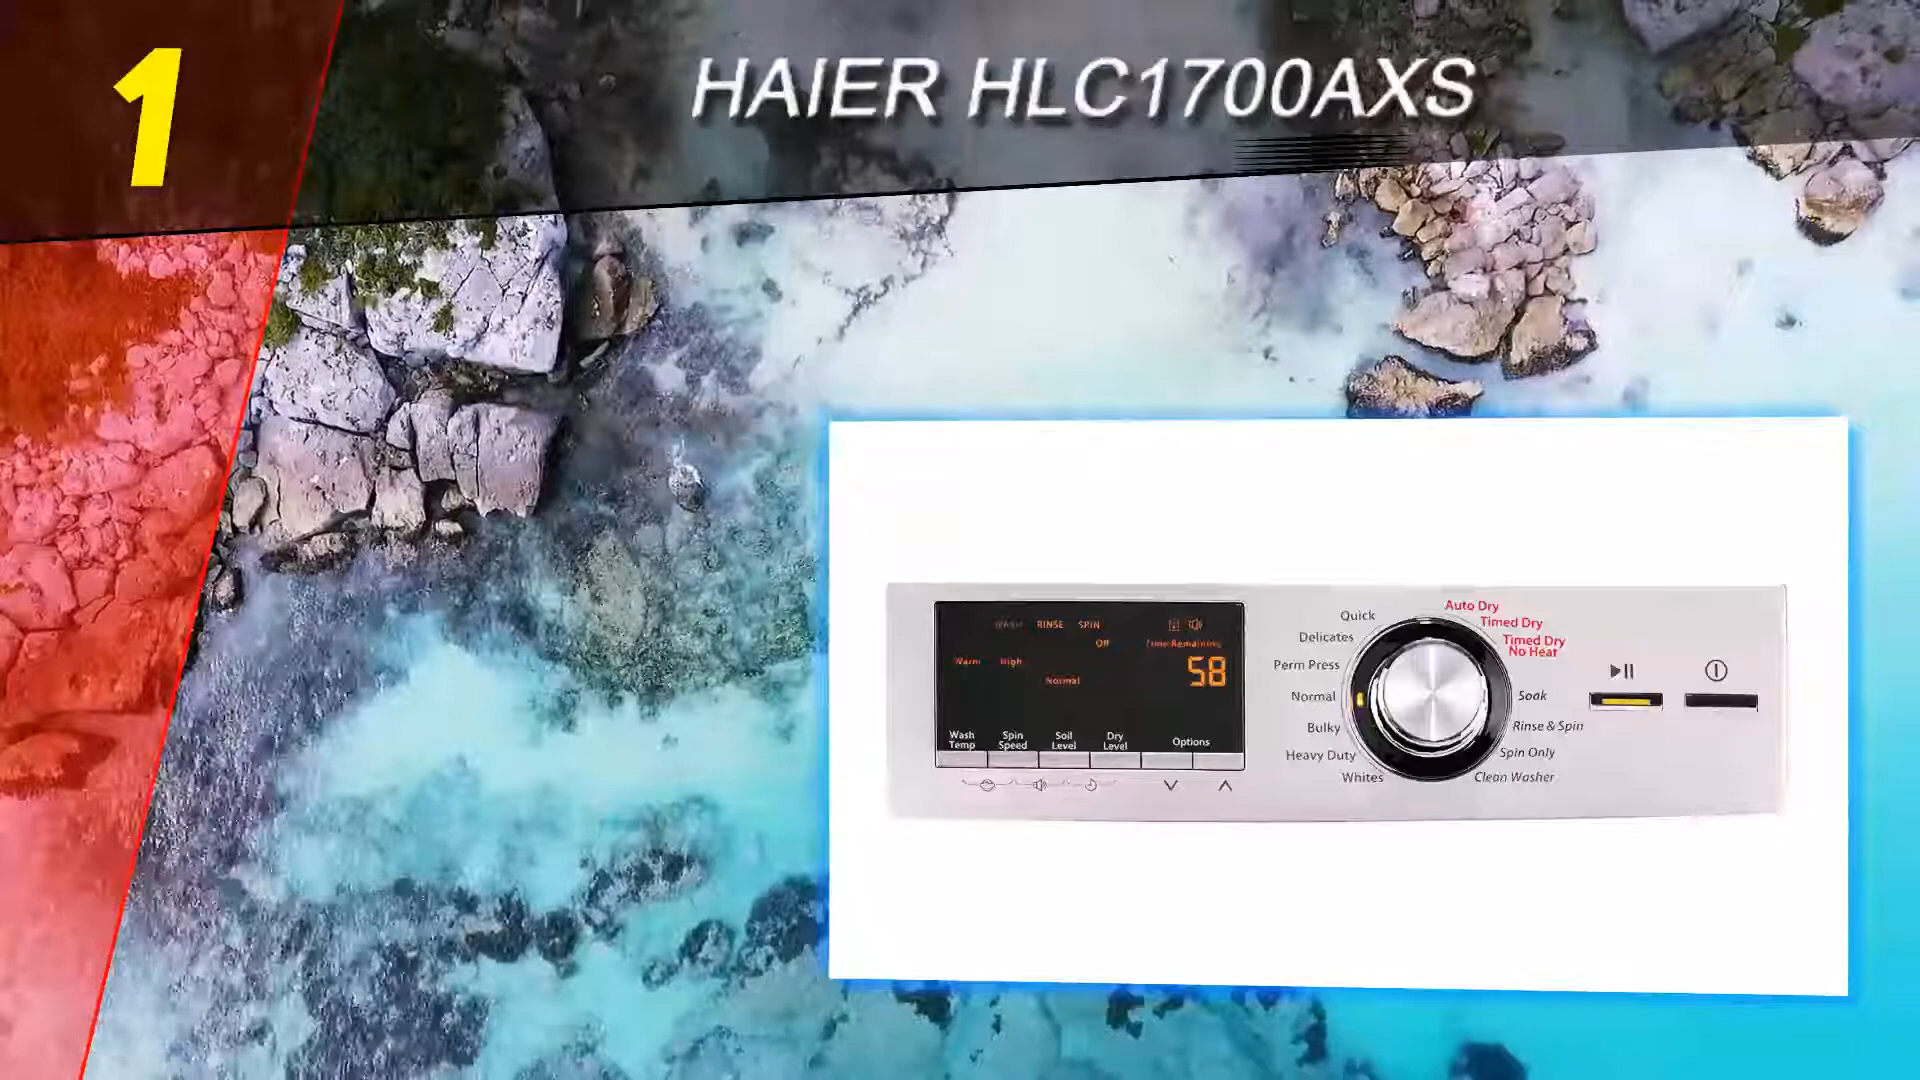 1
HAIER HLC1700AXS
WASH RINSE SPIN
Off
Time Remaining
Warm High
58
Normal
Wash Temp
Spin Speed
Soil Level
Dry Level
Options
Quick
Delicates
Perm Press
Normal
Bulky
Heavy Duty
Whites
Auto Dry
Timed Dry
Timed Dry
No Heat
Soak
Rinse & Spin
Spin Only
Clean Washer